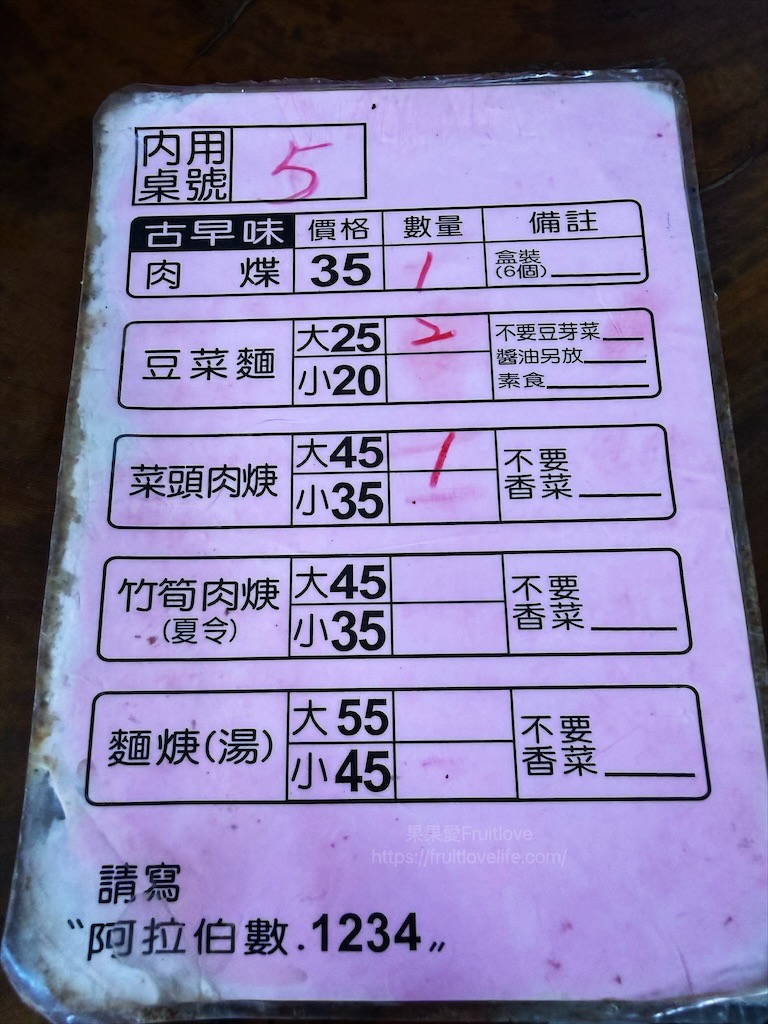 內用
桌號 5
古早味 價格 數量 備註
肉 煠 35 1 盒裝
(6個)
豆菜麵 大25 2 不要豆芽菜
醬油另放
小20 素食
菜頭肉焿 大45 1 不要
小35 香菜
竹筍肉焿 大45 不要
(夏令) 小35 香菜
麵焿(湯) 大 55 不要
小 45 香菜
果果愛Fruitlove
https://fruitlovelife.com/
請寫
〝阿拉伯數.1234〞